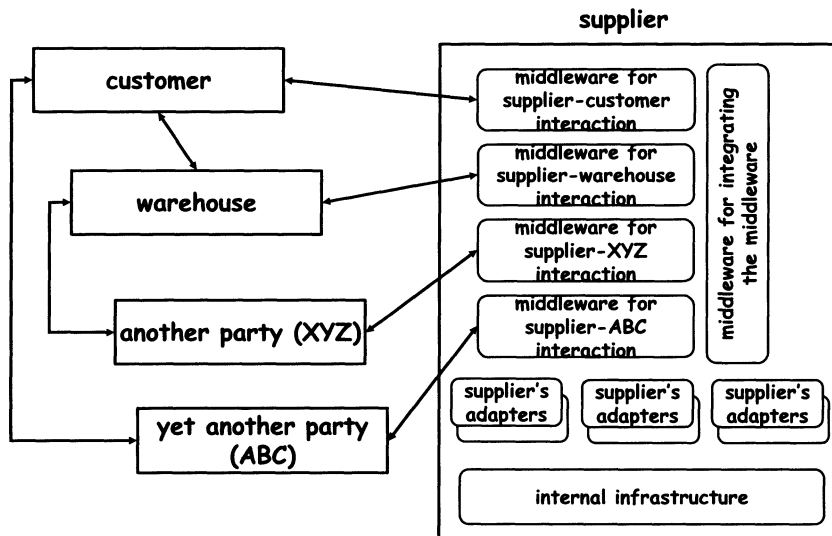 supplier
customer
warehouse
another party (XYZ)
yet another party
(ABC)
middleware for
supplier-customer
interaction
middleware for
supplier-warehouse
interaction
middleware for
supplier-XYZ
interaction
middleware for
supplier-ABC
interaction
middleware for integrating
the middleware
supplier's
adapters
supplier's
adapters
supplier's
adapters
internal infrastructure